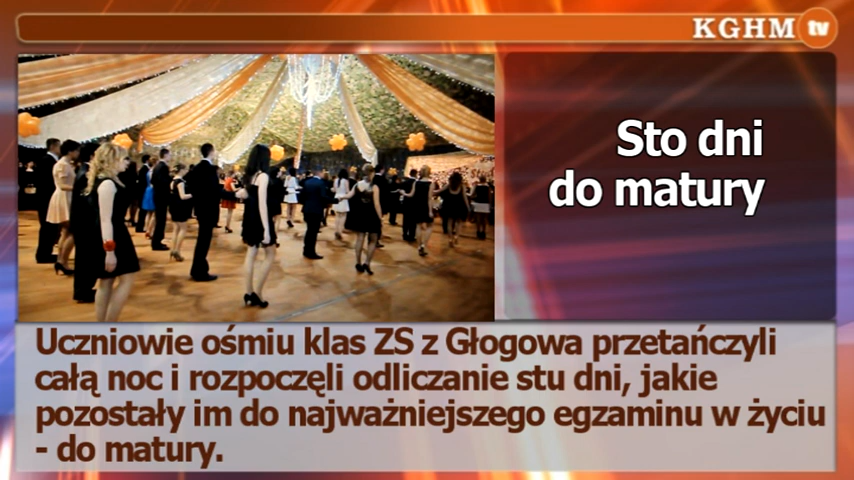 KGHM tv
Sto dni
do matury
Uczniowie ośmiu klas ZS z Głogowa przetańczyli
całą noc i rozpoczęli odliczanie stu dni, jakie
pozostały im do najważniejszego egzaminu w życiu
- do matury.